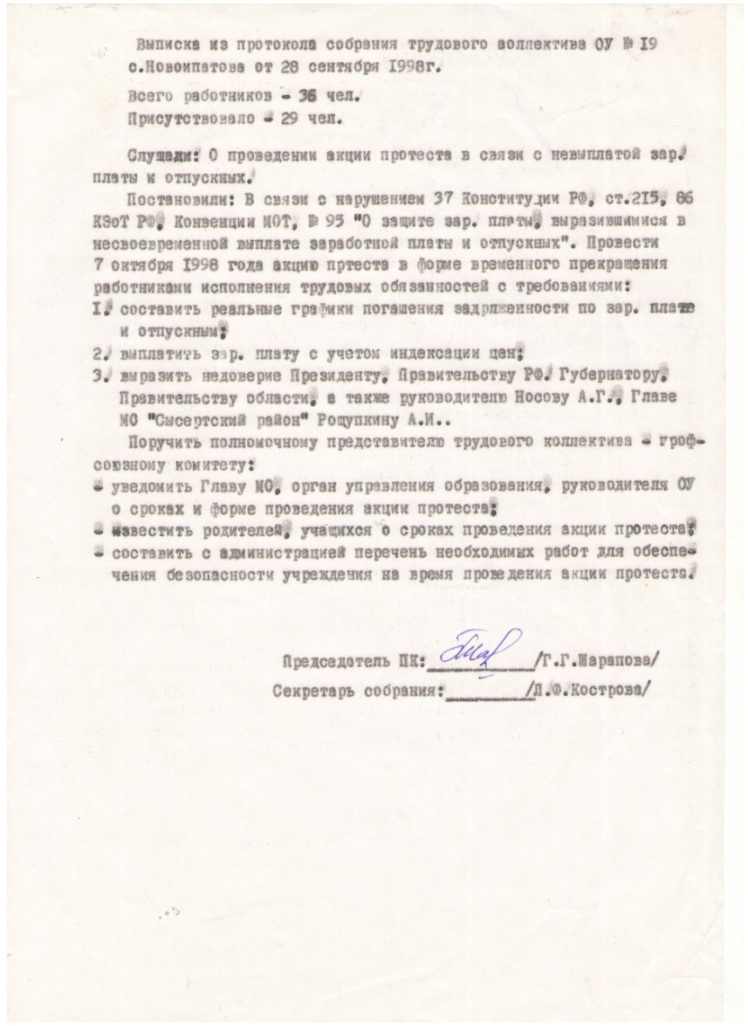 Выписка из протокола собрания трудового коллектива ОУ № 19
с.Новоипатова от 28 сентября 1998г.
Всего работников - 36 чел.
Присутствовало - 29 чел.
Слушали: О проведении акции протеста в связи с невыплатой зар.
платы и отпускных.
Постановили: В связи с нарушением 37 Конституции РФ, ст.215, 86
КЗоТ РФ, Конвенции МОТ, № 95 "О защите зар. платы, выразившимися в
несвоевременной выплате заработной платы и отпускных". Провести
7 октября 1998 года акцию пртеста в форме временного прекращения
работниками исполнения трудовых обязанностей с требованиями:
1. составить реальные графики погашения задрлженности по зар. плате
и отпускным;
2. выплатить зар. плату с учетом индексации цен;
3. выразить недоверие Президенту, Правительству РФ. Губернатору,
Правительству области, а также руководителю Носову А.Г., Главе
МО "Сысертский район" Рощупкину А.И..
Поручить полномочному представителю трудового коллектива - гроф-
союзному комитету:
- уведомить Главу МО, орган управления образования, руководителя ОУ
о сроках и форме проведения акции протеста;
- известить родителей, учащихся о сроках проведения акции протеста;
- составить с администрацией перечень необходимых работ для обеспе-
чения безопасности учреждения на время проведения акции протеста.
Председатель ПК: /Т.Г.Шарапова/
Секретарь собрания: /Л.Ф.Кострова/